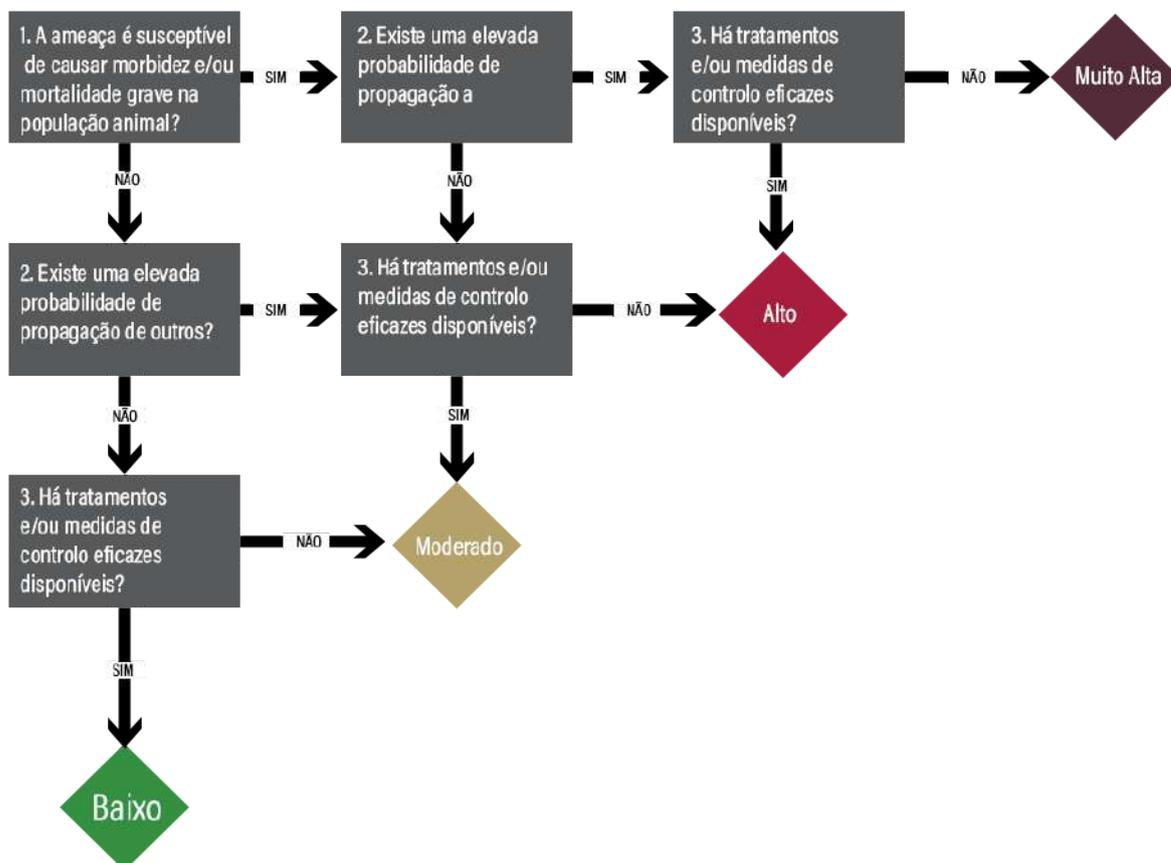 1. A ameaça é susceptível
de causar morbidez e/ou
mortalidade grave na
população animal?
SIM
2. Existe uma elevada
probabilidade de
propagação a
SIM
3. Há tratamentos
e/ou medidas de
controlo eficazes
disponíveis?
NÃO
Muito Alta
NÃO
NÃO
SIM
2. Existe uma elevada
probabilidade de
propagação de outros?
SIM
3. Há tratamentos e/ou
medidas de controlo
eficazes disponíveis?
NÃO
Alto
NÃO
SIM
3. Há tratamentos
e/ou medidas de
controlo eficazes
disponíveis?
NÃO
Moderado
SIM
Baixo